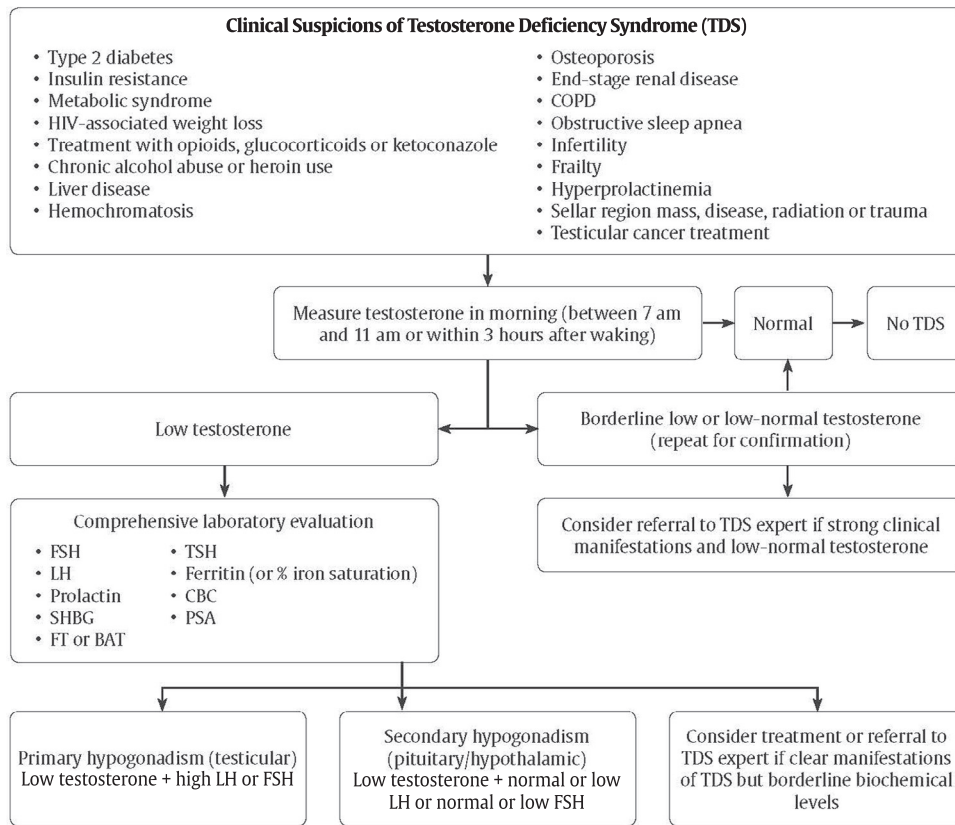 Clinical Suspicions of Testosterone Deficiency Syndrome (TDS)
• Type 2 diabetes
• Insulin resistance
• Metabolic syndrome
• HIV-associated weight loss
• Treatment with opioids, glucocorticoids or ketoconazole
• Chronic alcohol abuse or heroin use
• Liver disease
• Hemochromatosis
• Osteoporosis
• End-stage renal disease
• COPD
• Obstructive sleep apnea
• Infertility
• Frailty
• Hyperprolactinemia
• Sellar region mass, disease, radiation or trauma
• Testicular cancer treatment
Measure testosterone in morning (between 7 am
and 11 am or within 3 hours after waking)
Normal
No TDS
Low testosterone
Borderline low or low-normal testosterone
(repeat for confirmation)
Comprehensive laboratory evaluation
• FSH
• LH
• Prolactin
• SHBG
• FT or BAT
• TSH
• Ferritin (or % iron saturation)
• CBC
• PSA
Consider referral to TDS expert if strong clinical
manifestations and low-normal testosterone
Primary hypogonadism (testicular)
Low testosterone + high LH or FSH
Secondary hypogonadism
(pituitary/hypothalamic)
Low testosterone + normal or low
LH or normal or low FSH
Consider treatment or referral to
TDS expert if clear manifestations
of TDS but borderline biochemical
levels